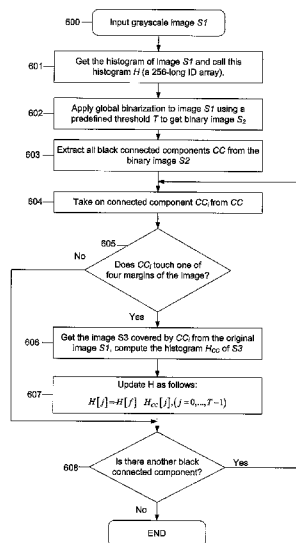 600
Input greyscale image S1
601
Get the histogram of image S1 and call this
histogram H (a 256-long ID array).
602
Apply global binarization to image S1 using a
predefined threshold T to get binary image S2
603
Extract all black connected components CC from the
binary image S2
604
Take on connected component CCi from CC
605
Does CCi touch one of
four margins of the image?
No
Yes
606
Get the image S3 covered by CCi from the original
image S1, compute the histogram HCC of S3
607
Update H as follows:
H[j]=H[f] HCC[j],(j=0,...,T-1)
608
Is there another black
connected component?
Yes
No
END